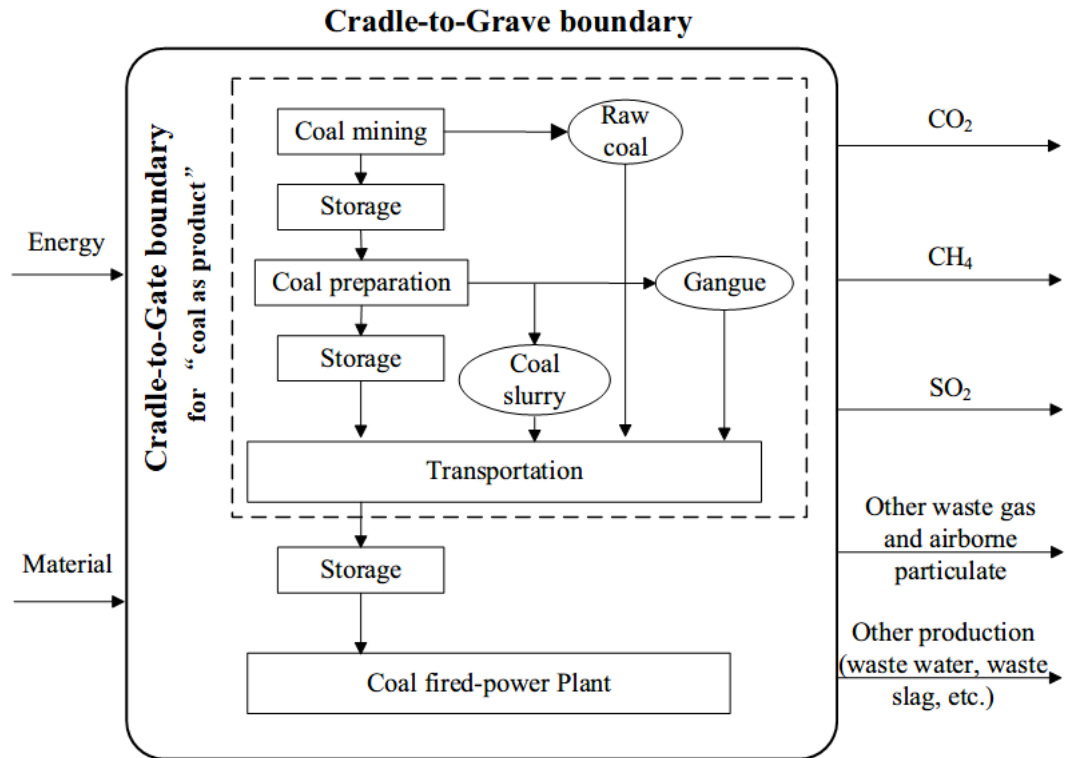 Cradle-to-Grave boundary
Cradle-to-Gate boundary
for “coal as product”
Energy
Material
Coal mining
Raw
coal
Storage
Coal preparation
Gangue
Storage
Coal
slurry
Transportation
Storage
Coal fired-power Plant
CO₂
CH₄
SO₂
Other waste gas
and airborne
particulate
Other production
(waste water, waste
slag, etc.)